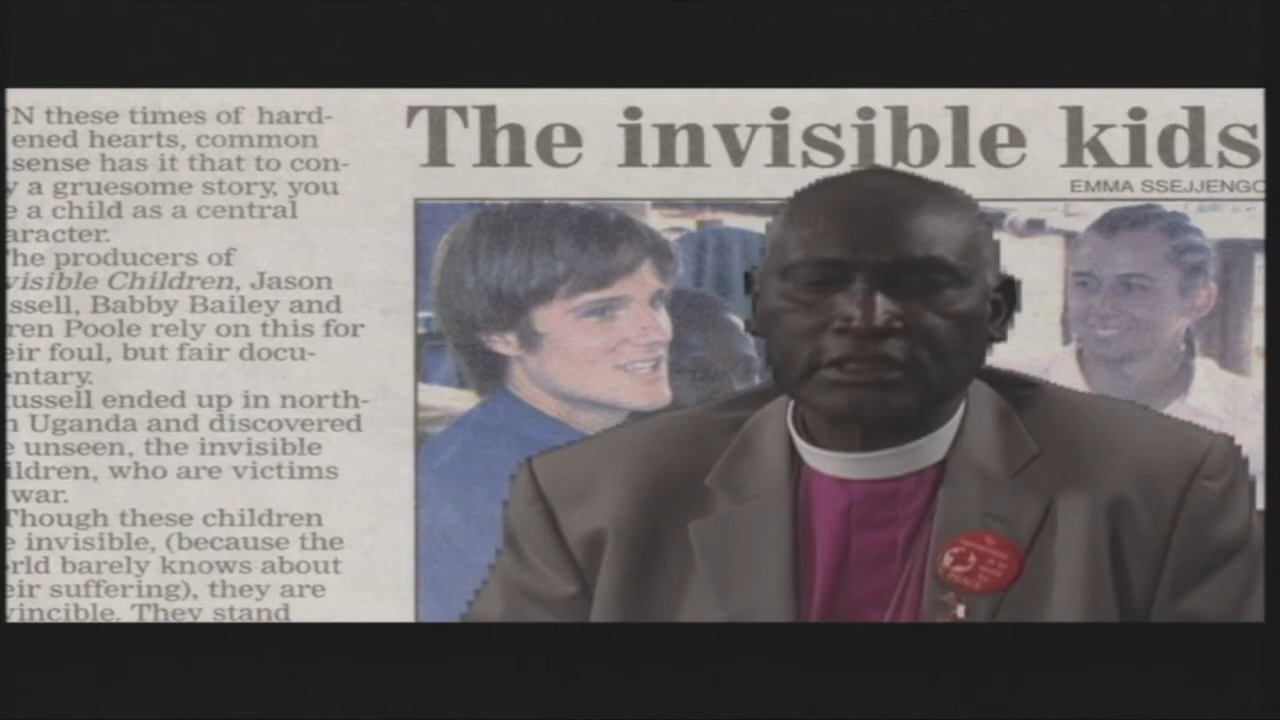 The invisible kids
EMMA SSEJJENGO
N these times of hard-
ened hearts, common
sense has it that to con-
a gruesome story, you
a child as a central
aracter.
he producers of
visible Children, Jason
ssell, Babby Bailey and
ren Poole rely on this for
eir foul, but fair docu-
entary.
ussell ended up in north-
Uganda and discovered
unseen, the invisible
ildren, who are victims
war.
Though these children
invisible, (because the
rld barely knows about
eir suffering), they are
vincible. They stand